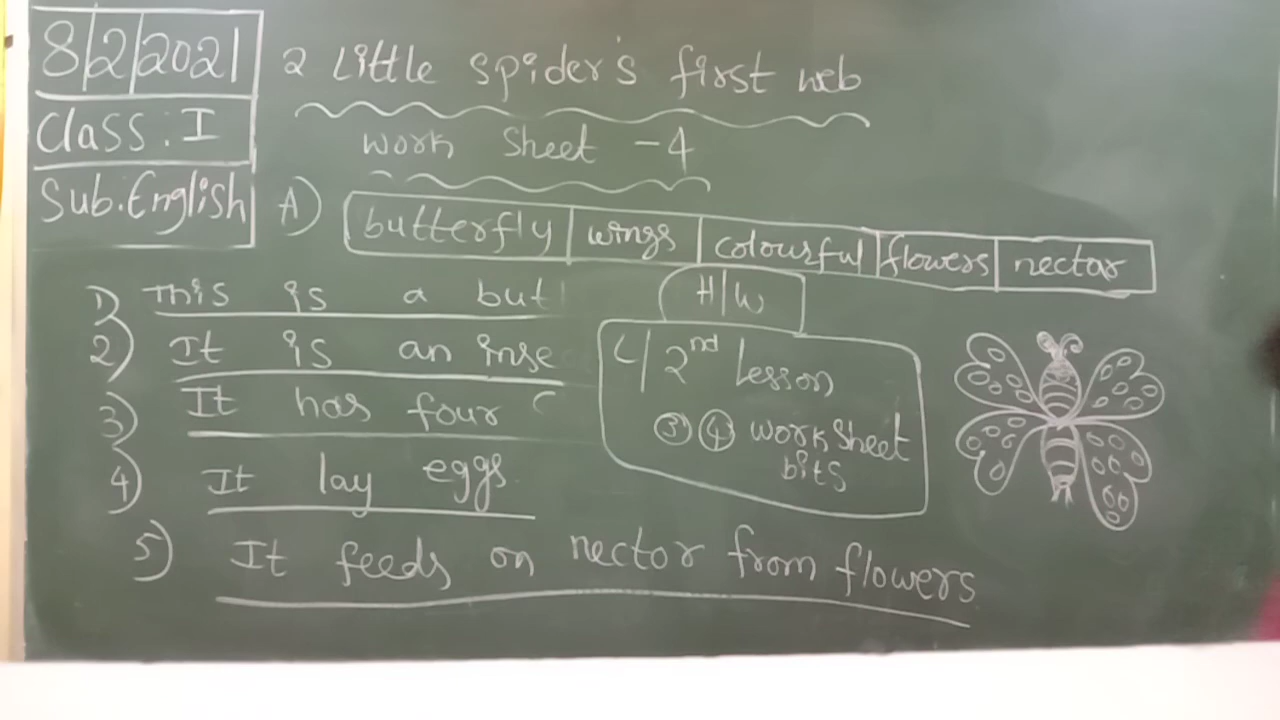 8/2/2021
Class: I
Sub. English
2 Little spider's first web
work sheet - 4
A) butterfly | wings | colourful | flowers | nectar
1) This is a but
2) It is an inse
3) It has four
4) It lay eggs
5) It feeds on nector from flowers
H/W
2nd Lesson
③ ④ work sheet
bits